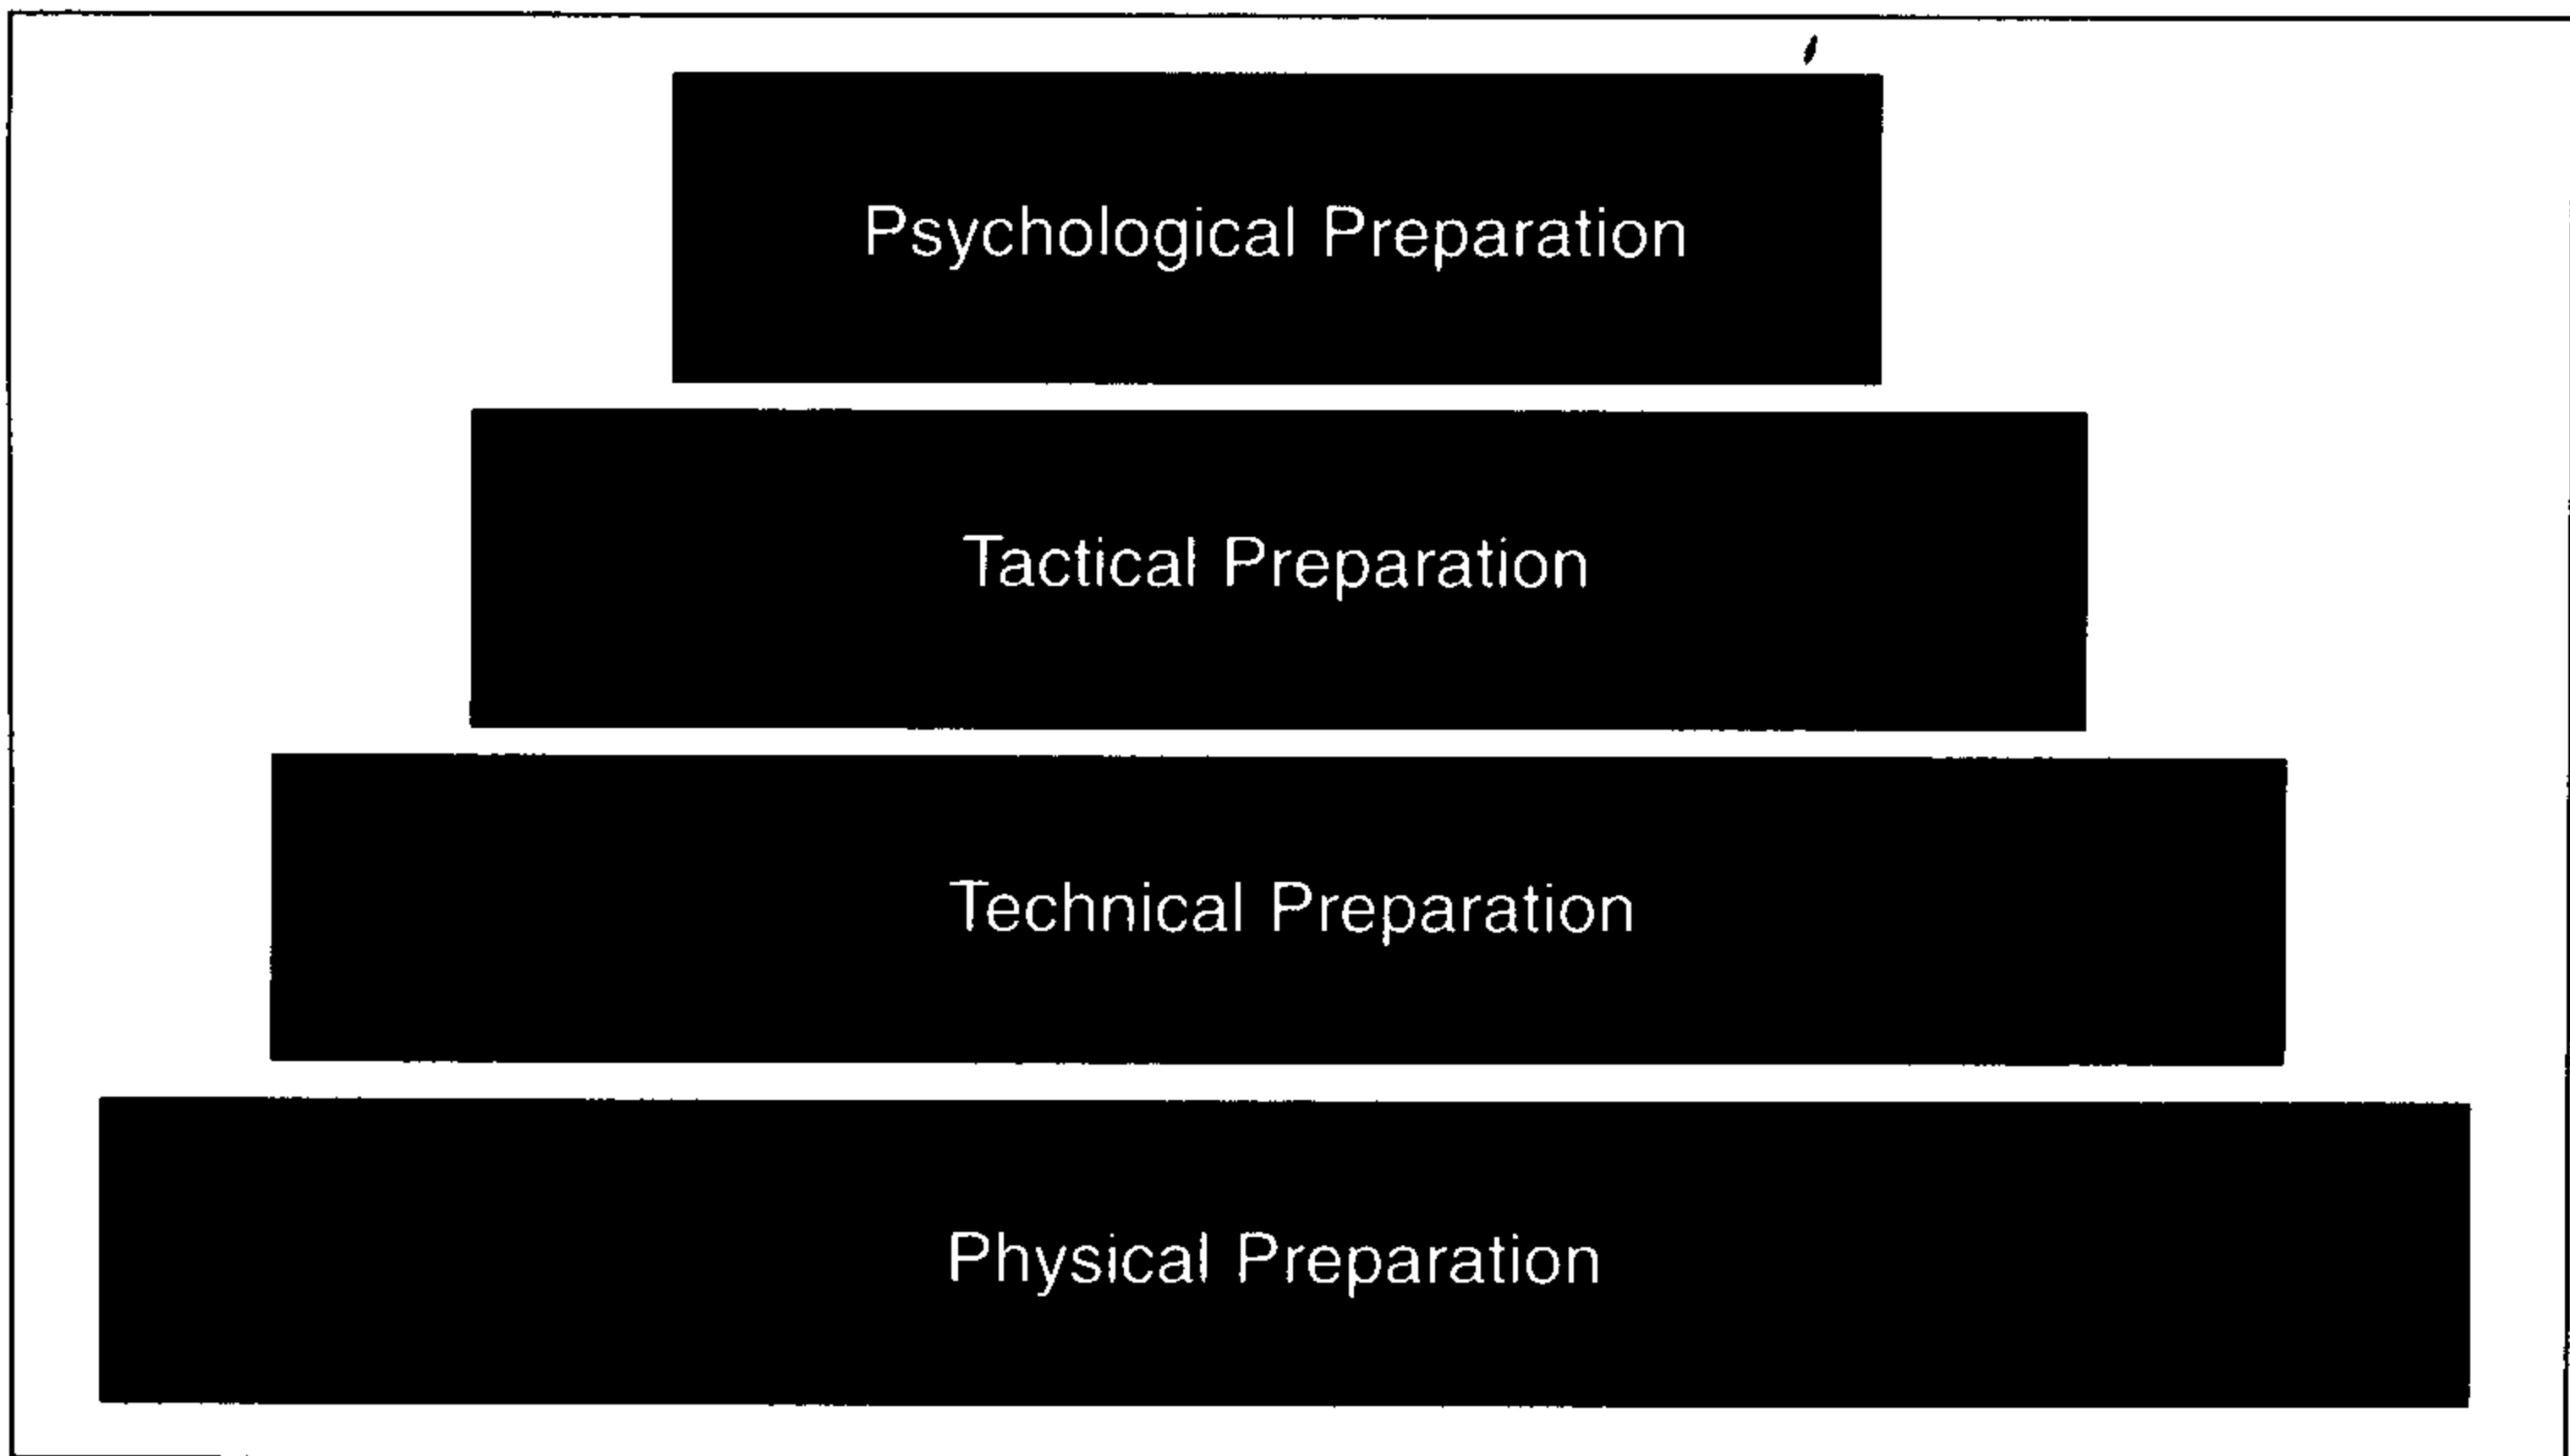 Psychological Preparation
Tactical Preparation
Technical Preparation
Physical Preparation